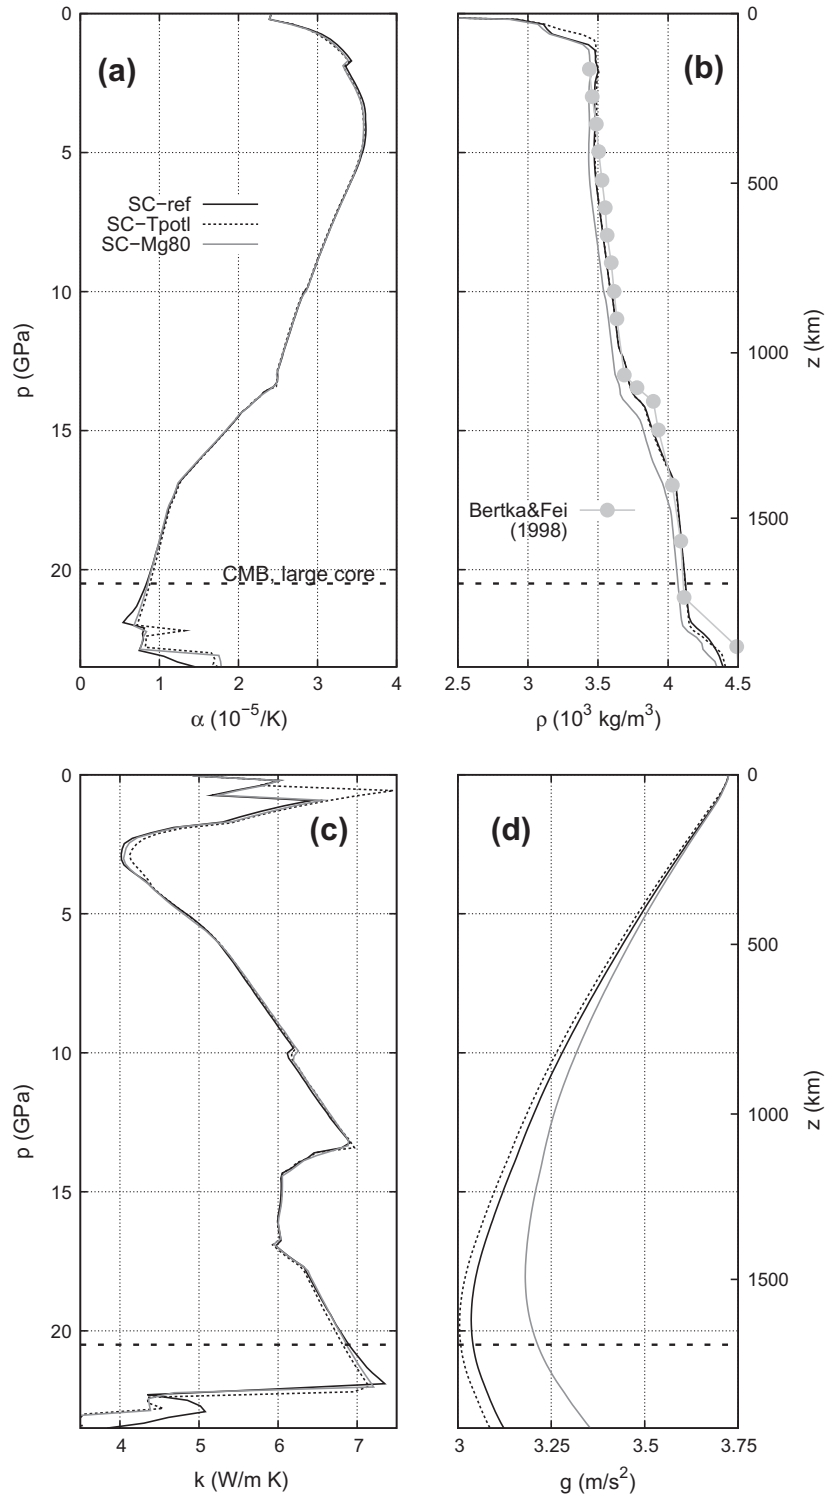 0
5
10
15
20
p (GPa)
(a)
SC−ref
SC−Tpotl
SC−Mg80
CMB, large core
0 1 2 3 4
α (10⁻⁵/K)
(b)
Bertka&Fei
(1998)
0
500
1000
1500
z (km)
2.5 3 3.5 4 4.5
ρ (10³ kg/m³)
0
5
10
15
20
p (GPa)
(c)
4 5 6 7
k (W/m K)
(d)
0
500
1000
1500
z (km)
3 3.25 3.5 3.75
g (m/s²)